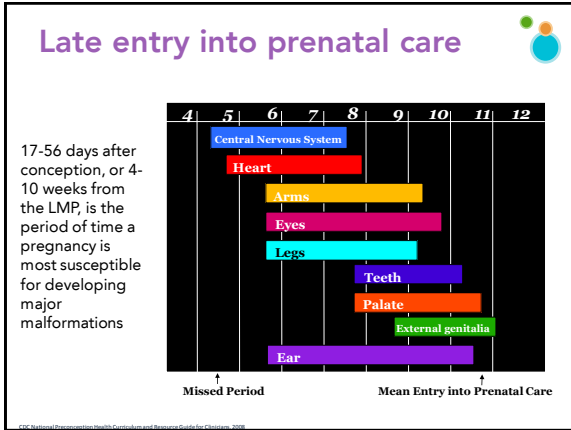 Late entry into prenatal care
4 5 6 7 8 9 10 11 12
17-56 days after
conception, or 4-
10 weeks from
the LMP, is the
period of time a
pregnancy is
most susceptible
for developing
major
malformations
Central Nervous System
Heart
Arms
Eyes
Legs
Teeth
Palate
External genitalia
Ear
Missed Period
Mean Entry into Prenatal Care
CDC National Preconception Health Curriculum and Resource Guide for Clinicians, 2008